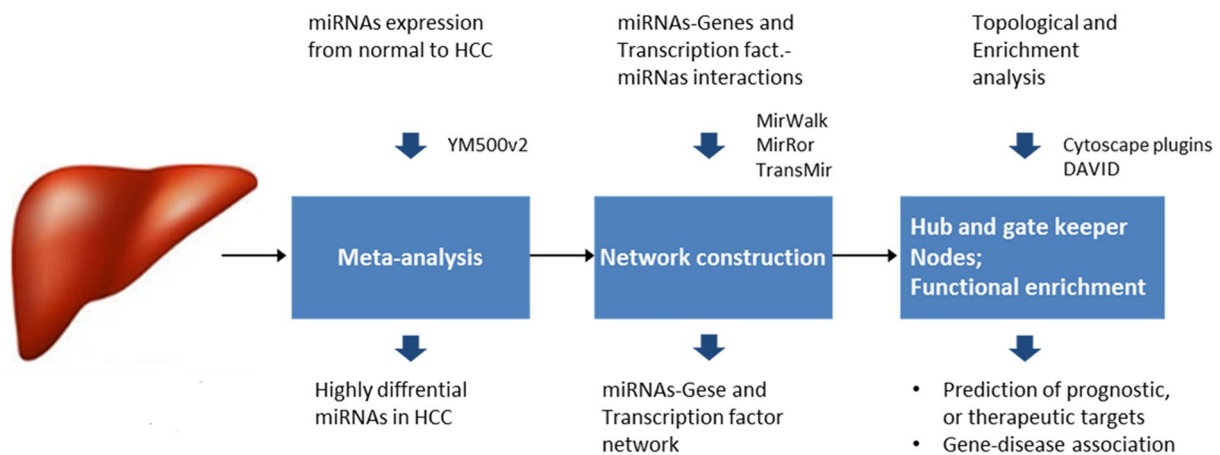 miRNAs expression
from normal to HCC
YM500v2
Meta-analysis
Highly diffrential
miRNAs in HCC
miRNAs-Genes and
Transcription fact.-
miRNas interactions
MirWalk
MirRor
TransMir
Network construction
miRNAs-Gese and
Transcription factor
network
Topological and
Enrichment
analysis
Cytoscape plugins
DAVID
Hub and gate keeper
Nodes;
Functional enrichment
• Prediction of prognostic,
or therapeutic targets
• Gene-disease association